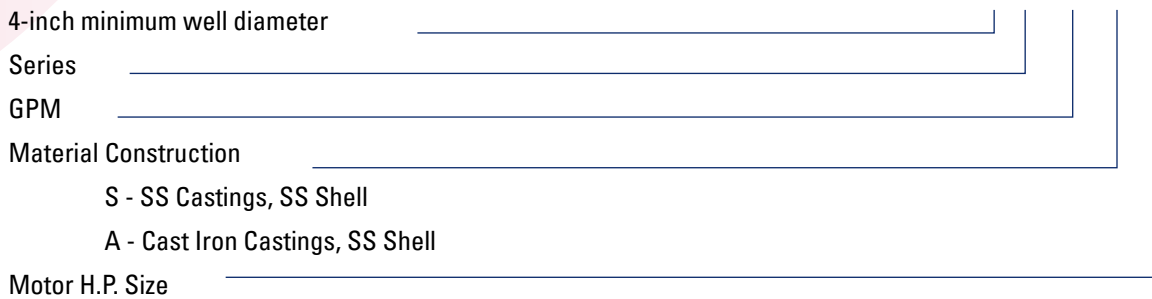 4-inch minimum well diameter
Series
GPM
Material Construction
S - SS Castings, SS Shell
A - Cast Iron Castings, SS Shell
Motor H.P. Size